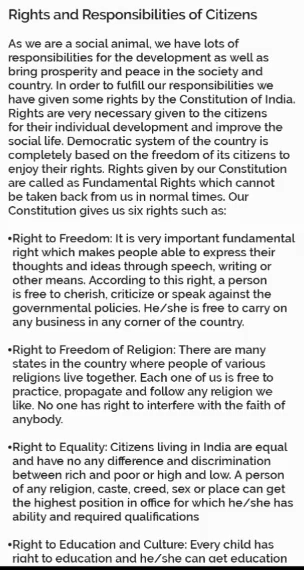 Rights and Responsibilities of Citizens
As we are a social animal, we have lots of
responsibilities for the development as well as
bring prosperity and peace in the society and
country. In order to fulfill our responsibilities we
have given some rights by the Constitution of India.
Rights are very necessary given to the citizens
for their individual development and improve the
social life. Democratic system of the country is
completely based on the freedom of its citizens to
enjoy their rights. Rights given by our Constitution
are called as Fundamental Rights which cannot
be taken back from us in normal times. Our
Constitution gives us six rights such as:
•Right to Freedom: It is very important fundamental
right which makes people able to express their
thoughts and ideas through speech, writing or
other means. According to this right, a person
is free to cherish, criticize or speak against the
governmental policies. He/she is free to carry on
any business in any corner of the country.
•Right to Freedom of Religion: There are many
states in the country where people of various
religions live together. Each one of us is free to
practice, propagate and follow any religion we
like. No one has right to interfere with the faith of
anybody.
•Right to Equality: Citizens living in India are equal
and have no any difference and discrimination
between rich and poor or high and low. A person
of any religion, caste, creed, sex or place can get
the highest position in office for which he/she has
ability and required qualifications
•Right to Education and Culture: Every child has
right to education and he/she can get education